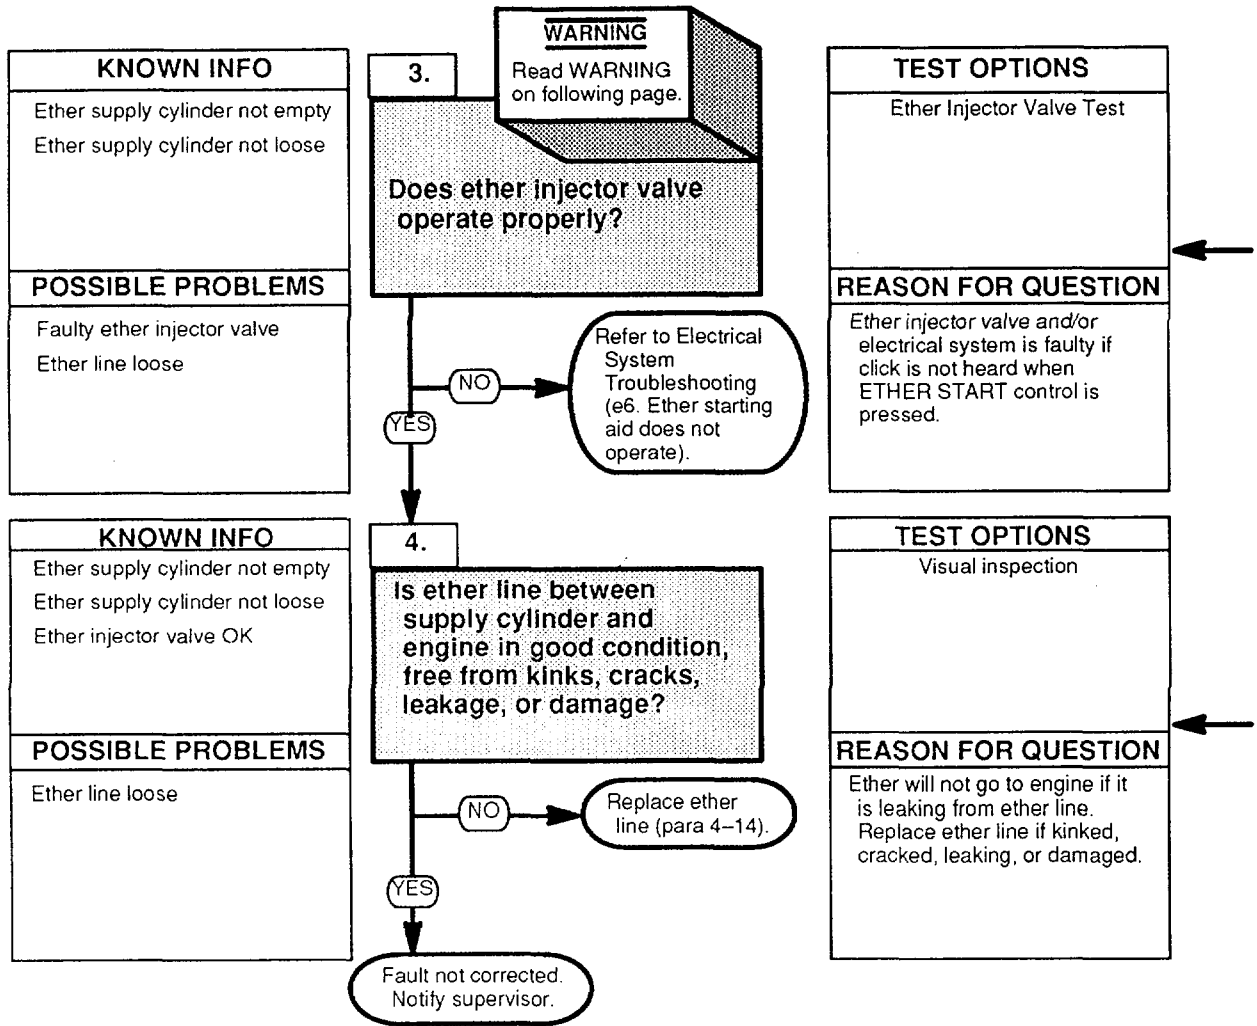 KNOWN INFO
Ether supply cylinder not empty
Ether supply cylinder not loose
POSSIBLE PROBLEMS
Faulty ether injector valve
Ether line loose
3.
WARNING
Read WARNING
on following page.
Does ether injector valve
operate properly?
NO
Refer to Electrical
System
Troubleshooting
(e6. Ether starting
aid does not
operate).
YES
TEST OPTIONS
Ether Injector Valve Test
REASON FOR QUESTION
Ether injector valve and/or
electrical system is faulty if
click is not heard when
ETHER START control is
pressed.
KNOWN INFO
Ether supply cylinder not empty
Ether supply cylinder not loose
Ether injector valve OK
POSSIBLE PROBLEMS
Ether line loose
4.
Is ether line between
supply cylinder and
engine in good condition,
free from kinks, cracks,
leakage, or damage?
NO
Replace ether
line (para 4–14).
YES
Fault not corrected.
Notify supervisor.
TEST OPTIONS
Visual inspection
REASON FOR QUESTION
Ether will not go to engine if it
is leaking from ether line.
Replace ether line if kinked,
cracked, leaking, or damaged.